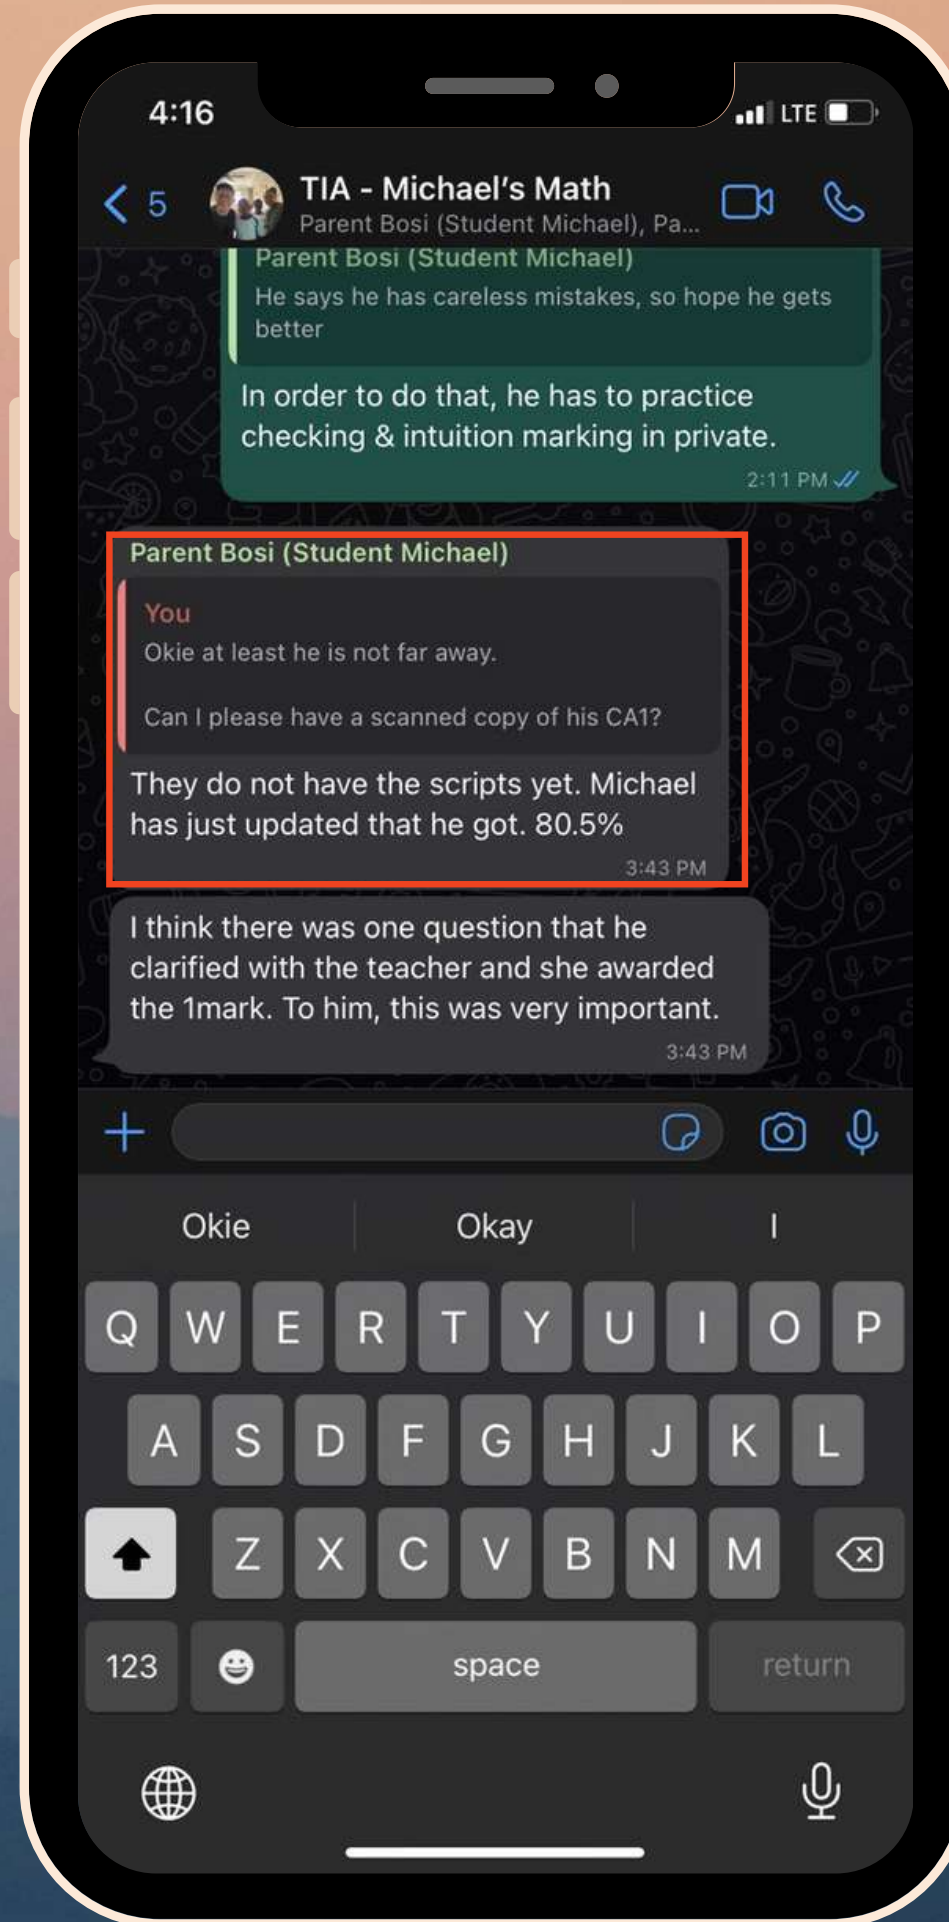 4:16
LTE
5
TIA - Michael's Math
Parent Bosi (Student Michael), Pa...
Parent Bosi (Student Michael)
He says he has careless mistakes, so hope he gets
better
In order to do that, he has to practice
checking & intuition marking in private.
2:11 PM
Parent Bosi (Student Michael)
You
Okie at least he is not far away.
Can I please have a scanned copy of his CA1?
They do not have the scripts yet. Michael
has just updated that he got. 80.5%
3:43 PM
I think there was one question that he
clarified with the teacher and she awarded
the 1mark. To him, this was very important.
3:43 PM
Okie Okay I
Q W E R T Y U I O P
A S D F G H J K L
Z X C V B N M
123 space return